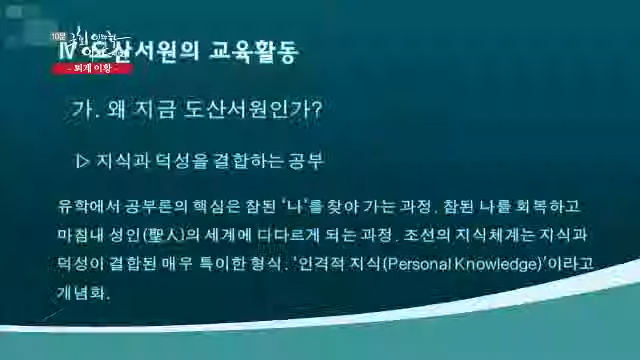 10분
- 퇴계 이황 -
Ⅳ 도산서원의 교육활동
가. 왜 지금 도산서원인가?
▷ 지식과 덕성을 결합하는 공부
유학에서 공부론의 핵심은 참된 '나'를 찾아 가는 과정. 참된 나를 회복하고
마침내 성인(聖人)의 세계에 다다르게 되는 과정. 조선의 지식체계는 지식과
덕성이 결합된 매우 특이한 형식. '인격적 지식(Personal Knowledge)'이라고
개념화.